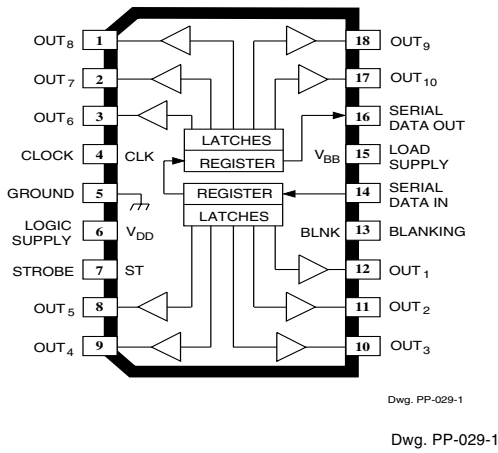 OUT8 1 18 OUT9
OUT7 2 17 OUT10
OUT6 3 16 SERIAL DATA OUT
LATCHES
CLOCK 4 CLK REGISTER VBB 15 LOAD SUPPLY
GROUND 5 REGISTER 14 SERIAL DATA IN
LATCHES
LOGIC SUPPLY 6 VDD BLNK 13 BLANKING
STROBE 7 ST 12 OUT1
OUT5 8 11 OUT2
OUT4 9 10 OUT3
Dwg. PP-029-1
Dwg. PP-029-1